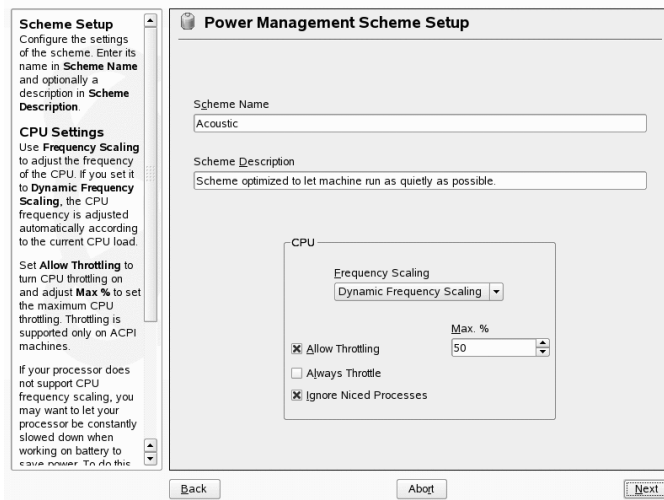 Scheme Setup
Configure the settings
of the scheme. Enter its
name in Scheme Name
and optionally a
description in Scheme
Description.
CPU Settings
Use Frequency Scaling
to adjust the frequency
of the CPU. If you set it
to Dynamic Frequency
Scaling, the CPU
frequency is adjusted
automatically according
to the current CPU load.
Set Allow Throttling to
turn CPU throttling on
and adjust Max % to set
the maximum CPU
throttling. Throttling is
supported only on ACPI
machines.
If your processor does
not support CPU
frequency scaling, you
may want to let your
processor be constantly
slowed down when
working on battery to
save power. To do this
Power Management Scheme Setup
Scheme Name
Acoustic
Scheme Description
Scheme optimized to let machine run as quietly as possible.
CPU
Frequency Scaling
Dynamic Frequency Scaling
Max. %
Allow Throttling
50
Always Throttle
Ignore Niced Processes
Back
Abort
Next